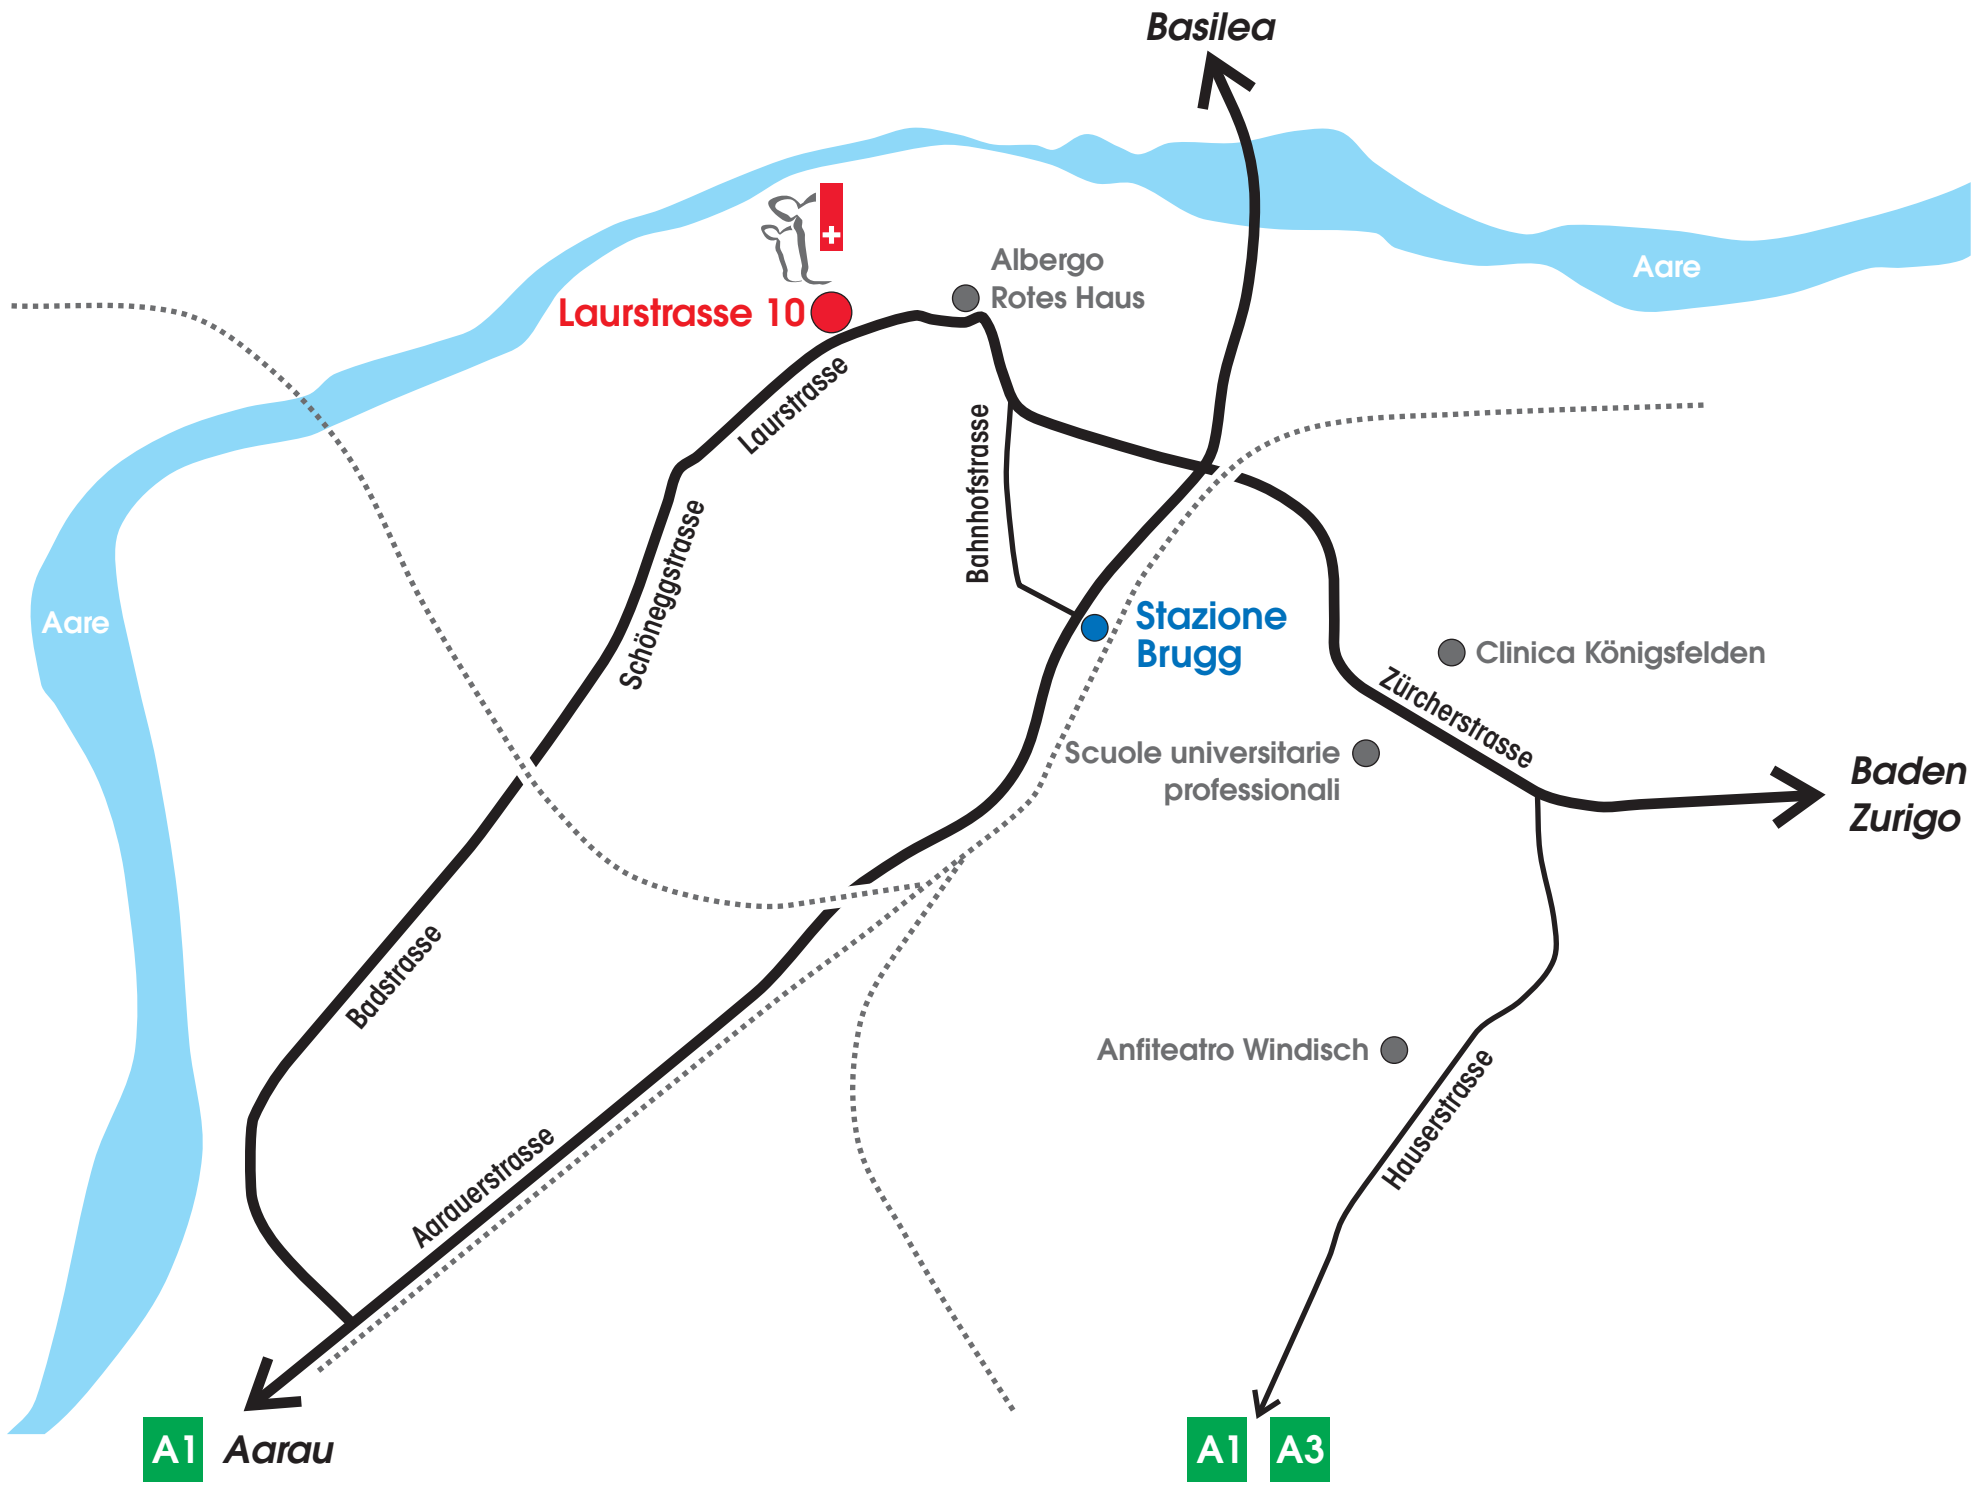 Basilea
Albergo
Rotes Haus
Aare
Laurstrasse 10
Laurstrasse
Bahnhofstrasse
Schöneggstrasse
Aare
Stazione
Brugg
Clinica Königsfelden
Zürcherstrasse
Scuole universitarie
professionali
Baden
Zurigo
Badstrasse
Anfiteatro Windisch
Hauserstrasse
Aarauerstrasse
A1 Aarau
A1 A3